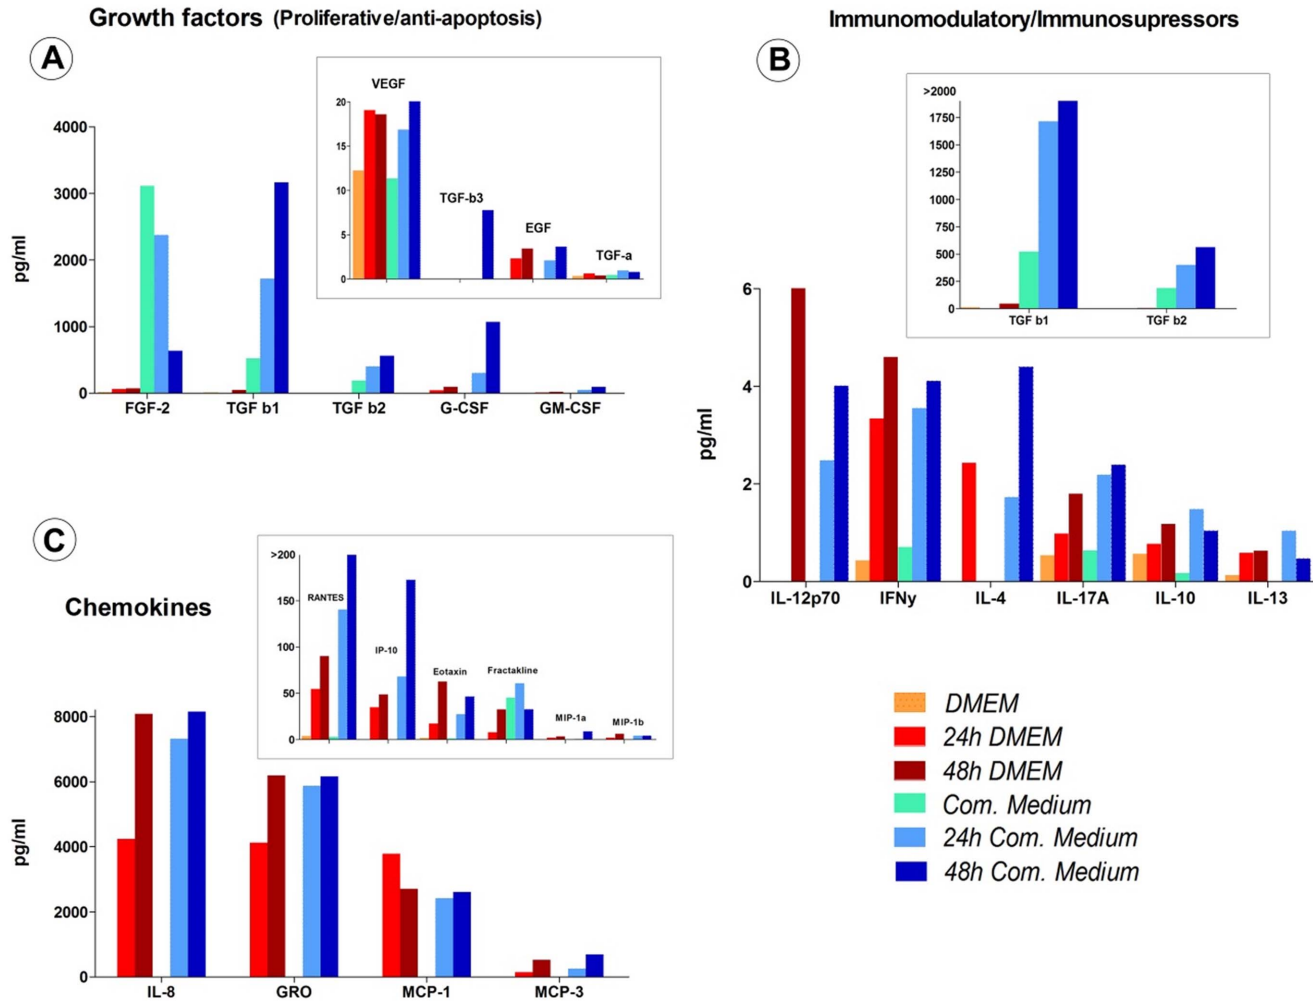 Growth factors (Proliferative/anti-apoptosis)
A
pg/ml
4000
3000
2000
1000
0
FGF-2 TGF b1 TGF b2 G-CSF GM-CSF
VEGF
20
15
10
5
0
TGF-b3
EGF
TGF-a
Immunomodulatory/Immunosupressors
B
pg/ml
6
4
2
0
IL-12p70 IFNy IL-4 IL-17A IL-10 IL-13
>2000
1750
1500
1250
1000
750
500
250
0
TGF b1 TGF b2
C
Chemokines
pg/ml
8000
6000
4000
2000
0
IL-8 GRO MCP-1 MCP-3
>200
150
100
50
0
RANTES
IP-10
Eotaxin
Fractakline
MIP-1a
MIP-1b
DMEM
24h DMEM
48h DMEM
Com. Medium
24h Com. Medium
48h Com. Medium